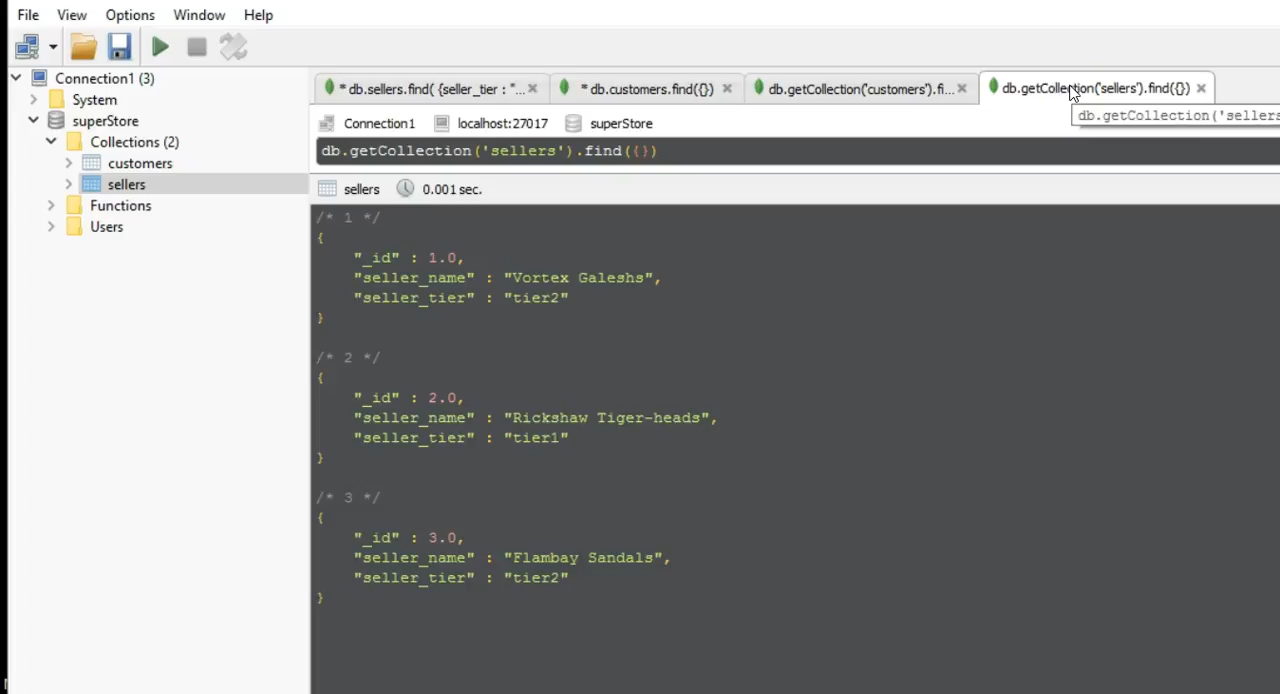 File View Options Window Help
Connection1 (3)
System
superStore
Collections (2)
customers
sellers
Functions
Users
* db.sellers.find( {seller_tier : "... * db.customers.find({}) db.getCollection('customers').fi... db.getCollection('sellers').find({})
db.getCollection('sellers
Connection1 localhost:27017 superStore
db.getCollection('sellers').find({})
sellers 0.001 sec.
/* 1 */
{
"_id" : 1.0,
"seller_name" : "Vortex Galeshs",
"seller_tier" : "tier2"
}
/* 2 */
{
"_id" : 2.0,
"seller_name" : "Rickshaw Tiger-heads",
"seller_tier" : "tier1"
}
/* 3 */
{
"_id" : 3.0,
"seller_name" : "Flambay Sandals",
"seller_tier" : "tier2"
}